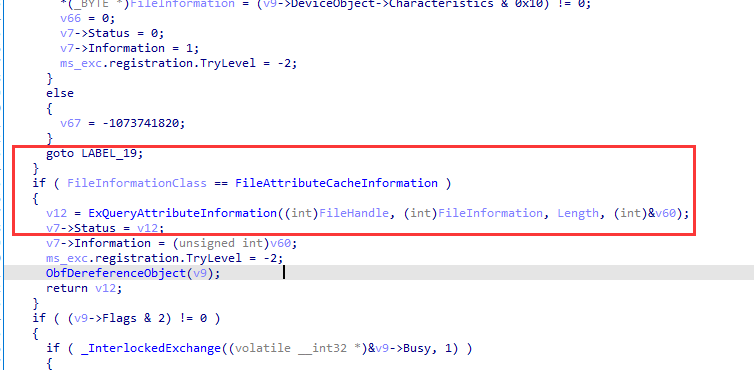 *(_BYTE *)FileInformation = (v9->DeviceObject->Characteristics & 0x10) != 0;
v66 = 0;
v7->Status = 0;
v7->Information = 1;
ms_exc.registration.TryLevel = -2;
}
else
{
v67 = -1073741820;
}
goto LABEL_19;
}
if ( FileInformationClass == FileAttributeCacheInformation )
{
v12 = ExQueryAttributeInformation((int)FileHandle, (int)FileInformation, Length, (int)&v60);
v7->Status = v12;
v7->Information = (unsigned int)v60;
ms_exc.registration.TryLevel = -2;
ObfDereferenceObject(v9);
return v12;
}
if ( (v9->Flags & 2) != 0 )
{
if ( _InterlockedExchange((volatile __int32 *)&v9->Busy, 1) )
{